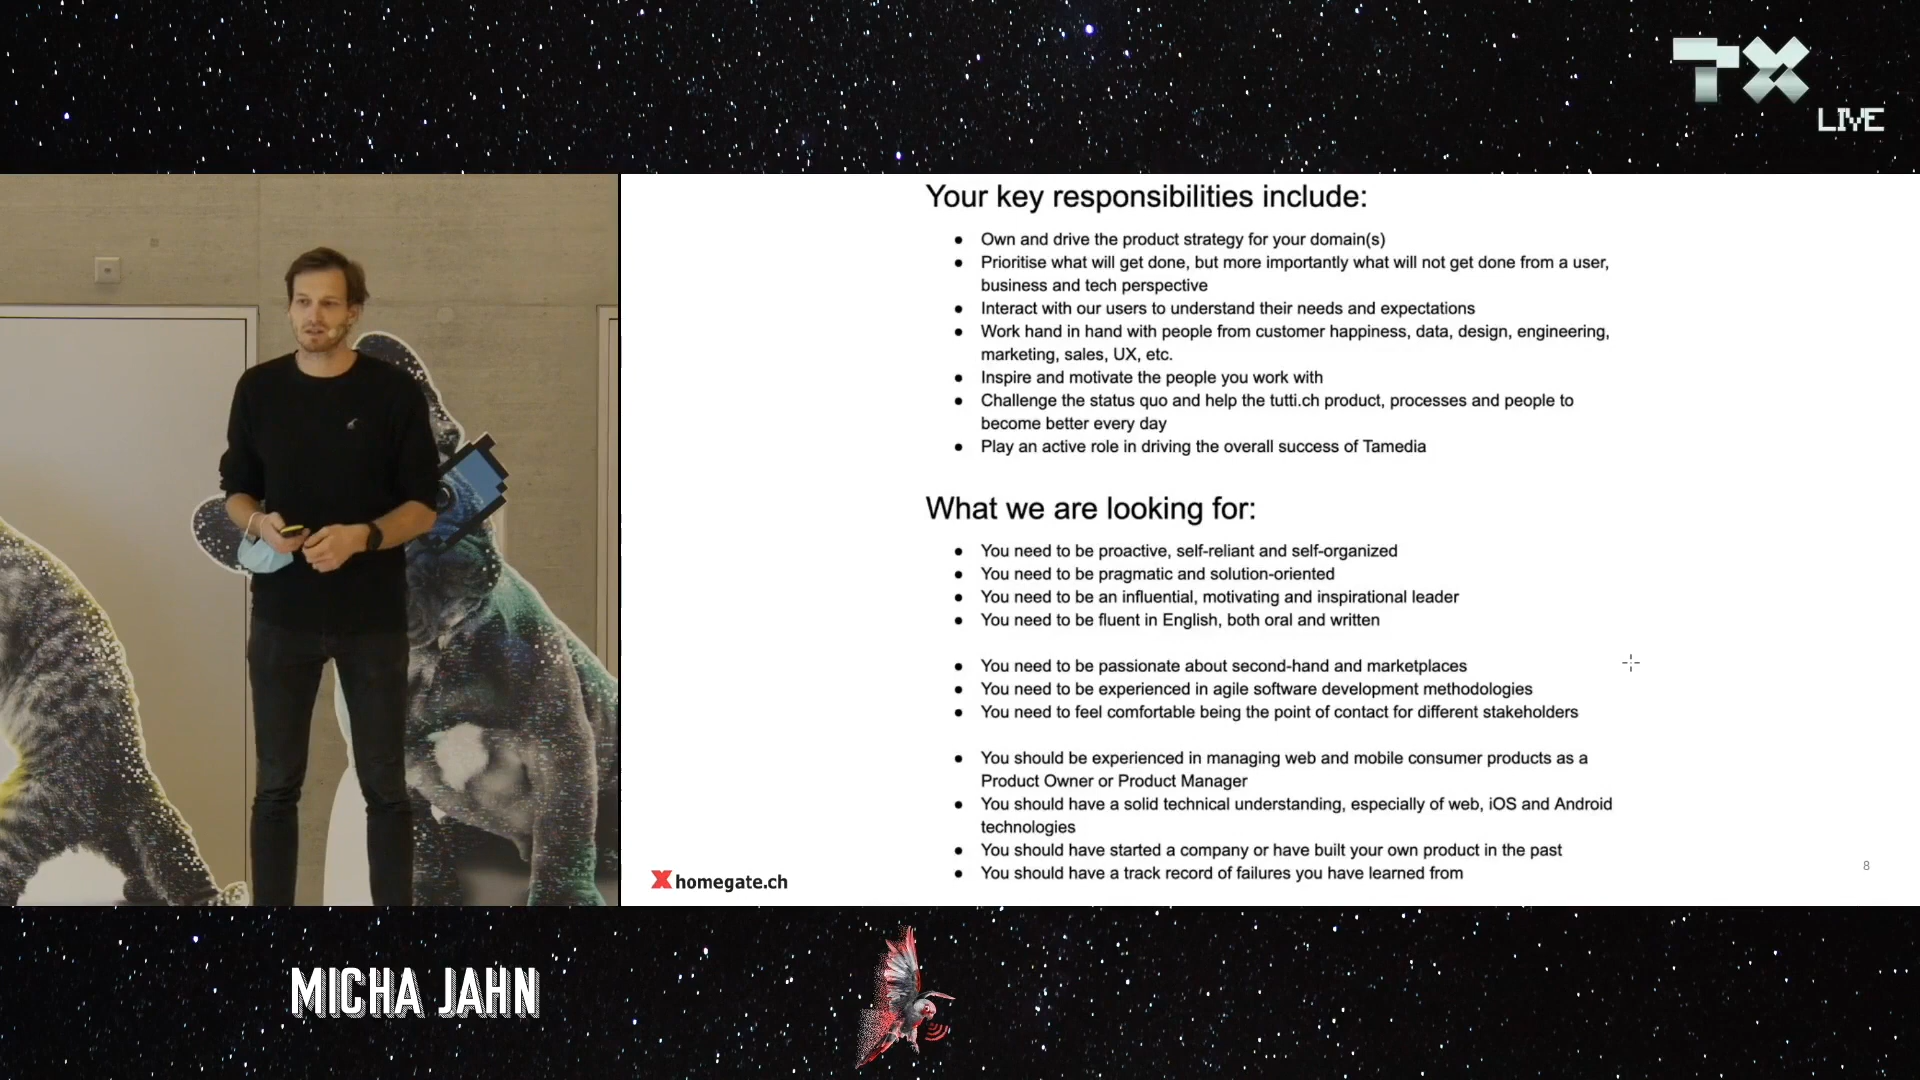 TX
LIVE
Your key responsibilities include:
● Own and drive the product strategy for your domain(s)
● Prioritise what will get done, but more importantly what will not get done from a user,
business and tech perspective
● Interact with our users to understand their needs and expectations
● Work hand in hand with people from customer happiness, data, design, engineering,
marketing, sales, UX, etc.
● Inspire and motivate the people you work with
● Challenge the status quo and help the tutti.ch product, processes and people to
become better every day
● Play an active role in driving the overall success of Tamedia
What we are looking for:
● You need to be proactive, self-reliant and self-organized
● You need to be pragmatic and solution-oriented
● You need to be an influential, motivating and inspirational leader
● You need to be fluent in English, both oral and written
● You need to be passionate about second-hand and marketplaces
● You need to be experienced in agile software development methodologies
● You need to feel comfortable being the point of contact for different stakeholders
● You should be experienced in managing web and mobile consumer products as a
Product Owner or Product Manager
● You should have a solid technical understanding, especially of web, iOS and Android
technologies
● You should have started a company or have built your own product in the past
● You should have a track record of failures you have learned from
homegate.ch
8
MICHA JAHN